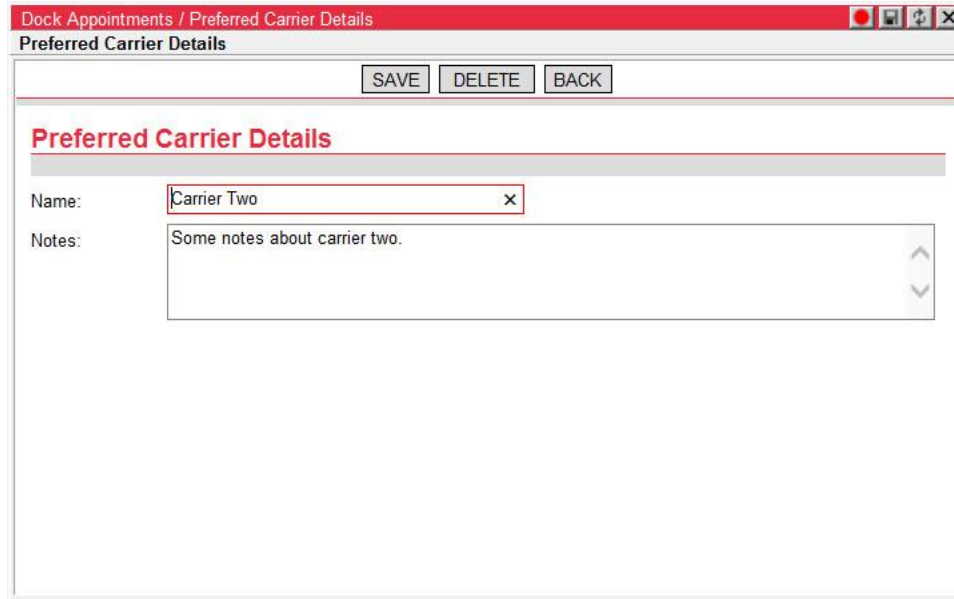 Dock Appointments / Preferred Carrier Details
Preferred Carrier Details
SAVE DELETE BACK
Preferred Carrier Details
Name: Carrier Two
Notes: Some notes about carrier two.